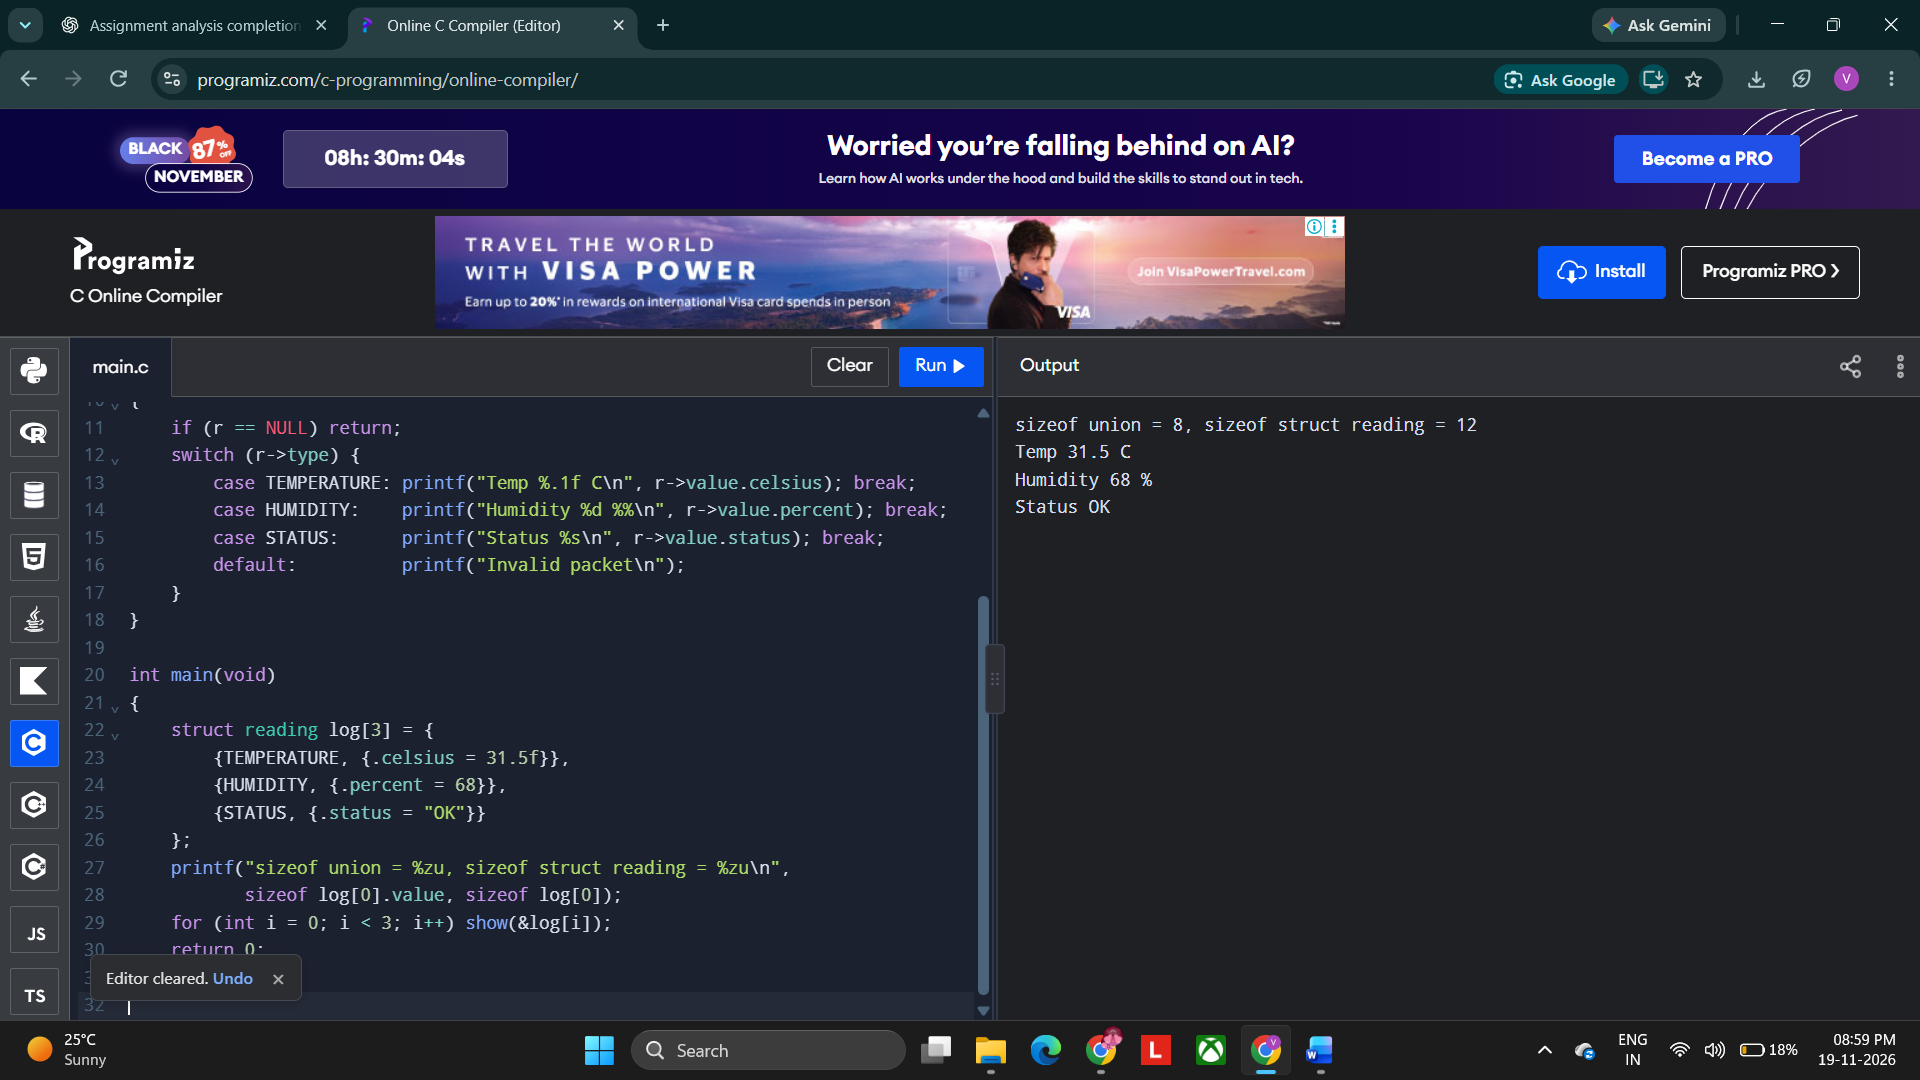 Assignment analysis completion
Online C Compiler (Editor)
Ask Gemini
programiz.com/c-programming/online-compiler/
Ask Google
V
BLACK 87% OFF
NOVEMBER
08h: 30m: 04s
Worried you're falling behind on AI?
Learn how AI works under the hood and build the skills to stand out in tech.
Become a PRO
Programiz
C Online Compiler
TRAVEL THE WORLD
WITH VISA POWER
Earn up to 20%* in rewards on international Visa card spends in person
Join VisaPowerTravel.com
VISA
Install
Programiz PRO
main.c
Clear
Run
Output
10 {
11 if (r == NULL) return;
12 switch (r->type) {
13 case TEMPERATURE: printf("Temp %.1f C\n", r->value.celsius); break;
14 case HUMIDITY:    printf("Humidity %d %%\n", r->value.percent); break;
15 case STATUS:      printf("Status %s\n", r->value.status); break;
16 default:          printf("Invalid packet\n");
17 }
18 }
19
20 int main(void)
21 {
22 struct reading log[3] = {
23 {TEMPERATURE, {.celsius = 31.5f}},
24 {HUMIDITY, {.percent = 68}},
25 {STATUS, {.status = "OK"}}
26 };
27 printf("sizeof union = %zu, sizeof struct reading = %zu\n",
28 sizeof log[0].value, sizeof log[0]);
29 for (int i = 0; i < 3; i++) show(&log[i]);
30 return 0;
Editor cleared. Undo
32
sizeof union = 8, sizeof struct reading = 12
Temp 31.5 C
Humidity 68 %
Status OK
JS
TS
25°C
Sunny
Search
L
ENG
IN
18%
08:59 PM
19-11-2026